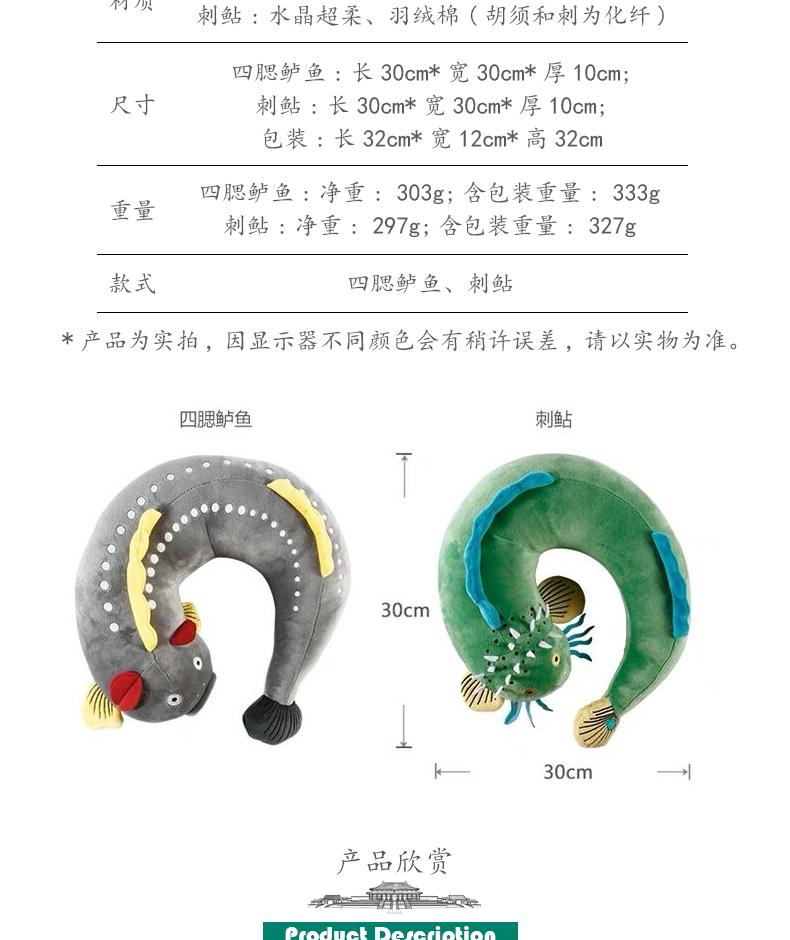 材质
刺鲇：水晶超柔、羽绒棉（胡须和刺为化纤）
四腮鲈鱼：长 30cm* 宽 30cm* 厚 10cm;
尺寸
刺鲇：长 30cm* 宽 30cm* 厚 10cm;
包装：长 32cm* 宽 12cm* 高 32cm
四腮鲈鱼：净重：303g; 含包装重量：333g
重量
刺鲇：净重：297g; 含包装重量：327g
款式
四腮鲈鱼、刺鲇
*产品为实拍，因显示器不同颜色会有稍许误差，请以实物为准。
四腮鲈鱼
刺鲇
30cm
30cm
产品欣赏
Product Description